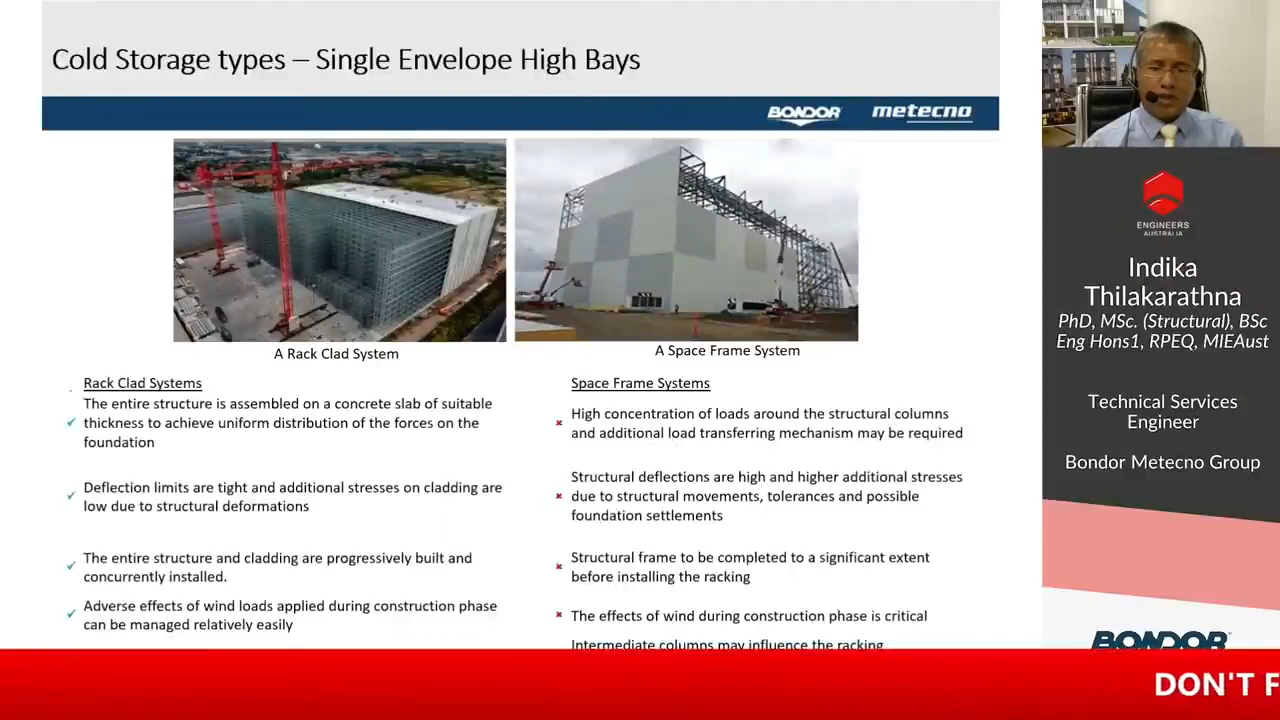 Cold Storage types – Single Envelope High Bays
BONDOR metecno
A Rack Clad System
A Space Frame System
Rack Clad Systems
The entire structure is assembled on a concrete slab of suitable
thickness to achieve uniform distribution of the forces on the
foundation
Deflection limits are tight and additional stresses on cladding are
low due to structural deformations
The entire structure and cladding are progressively built and
concurrently installed.
Adverse effects of wind loads applied during construction phase
can be managed relatively easily
Space Frame Systems
High concentration of loads around the structural columns
and additional load transferring mechanism may be required
Structural deflections are high and higher additional stresses
due to structural movements, tolerances and possible
foundation settlements
Structural frame to be completed to a significant extent
before installing the racking
The effects of wind during construction phase is critical
Intermediate columns may influence the racking
ENGINEERS
AUSTRALIA
Indika
Thilakarathna
PhD, MSc. (Structural), BSc
Eng Hons1, RPEQ, MIEAust
Technical Services
Engineer
Bondor Metecno Group
BONDOR
DON'T F